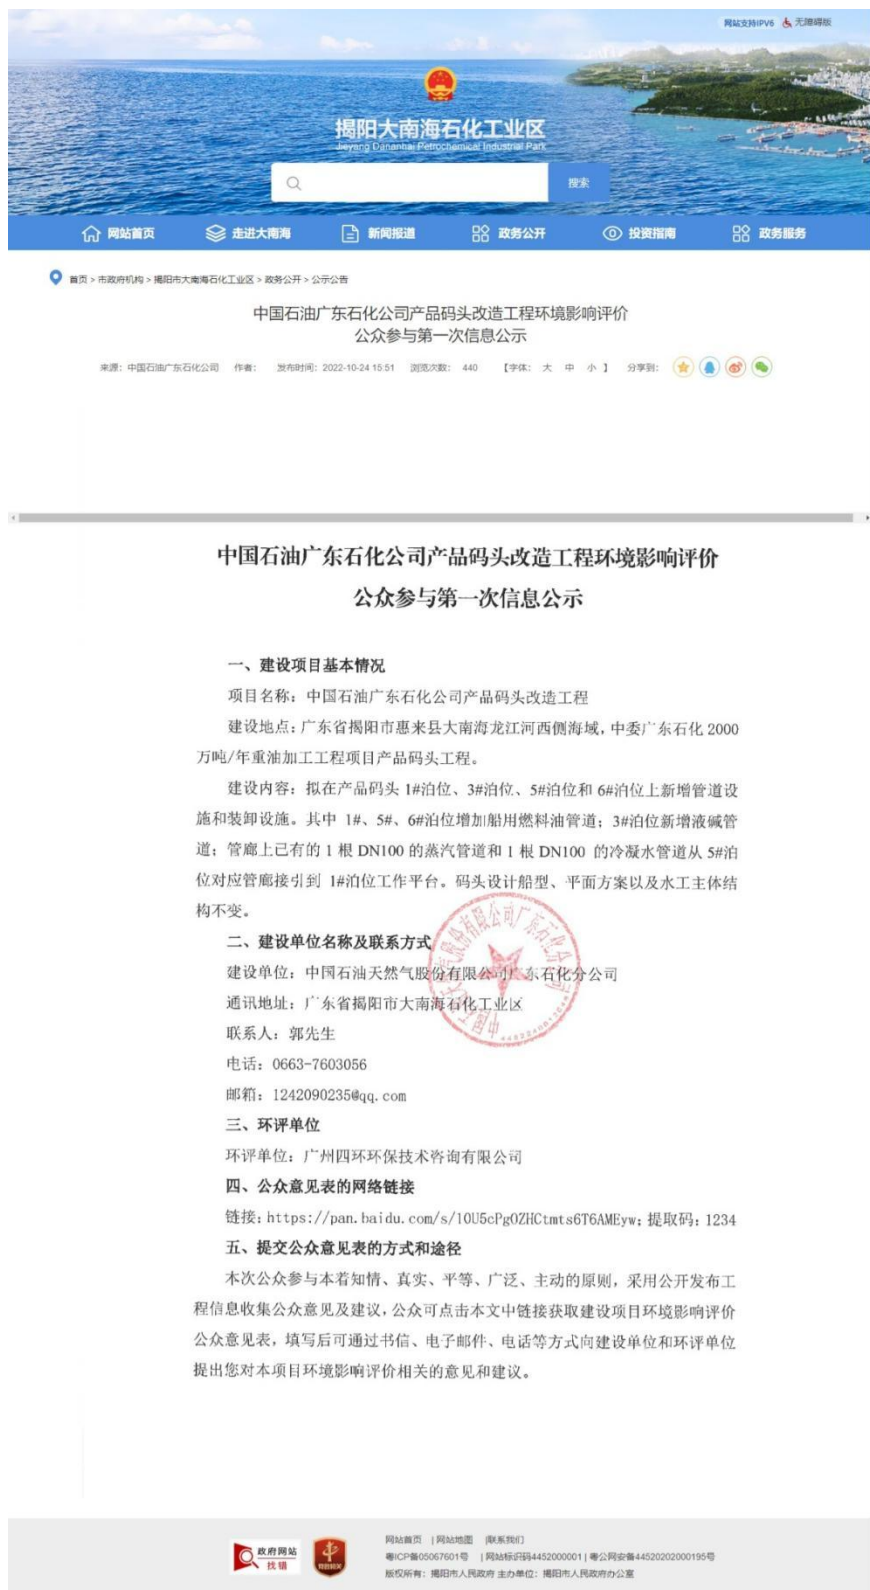 网站支持IPV6 无障碍版
揭阳大南海石化工业区
Jieyang Dananhai Petrochemical Industrial Park
搜索
网站首页 走进大南海 新闻报道 政务公开 投资指南 政务服务
首页 > 市政府机构 > 揭阳市大南海石化工业区 > 政务公开 > 公示公告
中国石油广东石化公司产品码头改造工程环境影响评价
公众参与第一次信息公示
来源：中国石油广东石化公司 作者： 发布时间：2022-10-24 15:51 浏览次数： 440 【字体： 大 中 小 】 分享到：
中国石油广东石化公司产品码头改造工程环境影响评价
公众参与第一次信息公示
一、建设项目基本情况
项目名称：中国石油广东石化公司产品码头改造工程
建设地点：广东省揭阳市惠来县大南海龙江河西侧海域，中委广东石化 2000
万吨/年重油加工工程项目产品码头工程。
建设内容：拟在产品码头 1#泊位、3#泊位、5#泊位和 6#泊位上新增管道设
施和装卸设施。其中 1#、5#、6#泊位增加船用燃料油管道；3#泊位新增液碱管
道；管廊上已有的 1 根 DN100 的蒸汽管道和 1 根 DN100 的冷凝水管道从 5#泊
位对应管廊接引到 1#泊位工作平台。码头设计船型、平面方案以及水工主体结
构不变。
二、建设单位名称及联系方式
建设单位：中国石油天然气股份有限公司广东石化分公司
通讯地址：广东省揭阳市大南海石化工业区
联系人：郭先生
电话：0663-7603056
邮箱：1242090235@qq.com
三、环评单位
环评单位：广州四环环保技术咨询有限公司
四、公众意见表的网络链接
链接：https://pan.baidu.com/s/10U5cPgOZHCtmts6T6AMEyw；提取码：1234
五、提交公众意见表的方式和途径
本次公众参与本着知情、真实、平等、广泛、主动的原则，采用公开发布工
程信息收集公众意见及建议，公众可点击本文中链接获取建设项目环境影响评价
公众意见表，填写后可通过书信、电子邮件、电话等方式向建设单位和环评单位
提出您对本项目环境影响评价相关的意见和建议。
政府网站
找错
网站首页 |网站地图 |联系我们
粤ICP备05067601号 |网站标识码4452000001 | 粤公网安备44520202000195号
版权所有：揭阳市人民政府 主办单位：揭阳市人民政府办公室